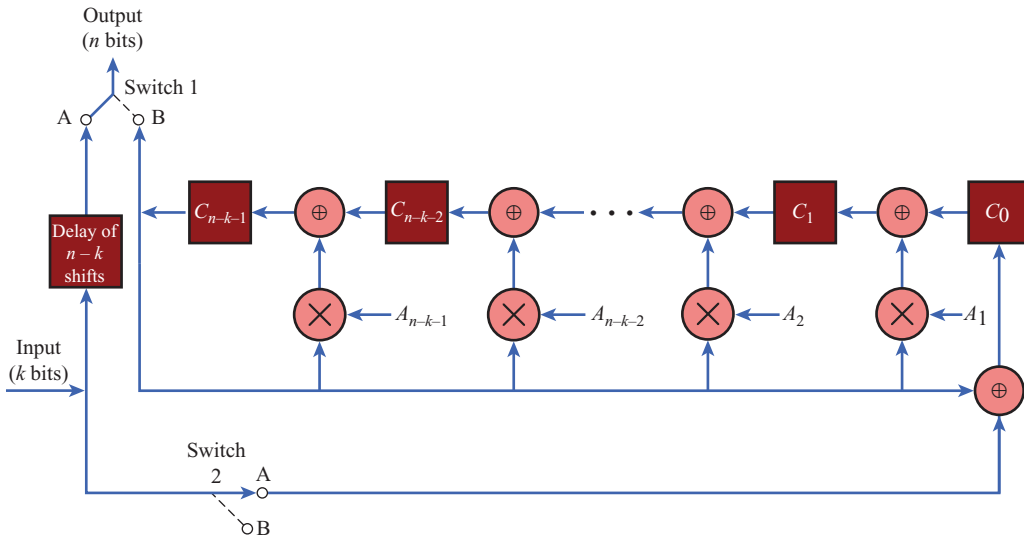 Output
(n bits)
Switch 1
A
B
C_{n–k–1}
⊕
C_{n–k–2}
⊕
• • •
⊕
C_1
⊕
C_0
Delay of
n – k
shifts
A_{n–k–1}
A_{n–k–2}
A_2
A_1
Input
(k bits)
⊕
Switch
2
A
B